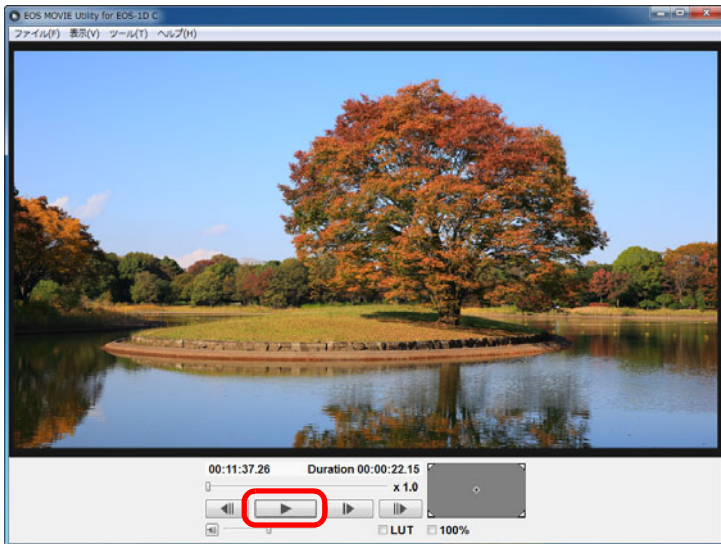 EOS MOVIE Utility for EOS-1D C
ファイル(F) 表示(V) ツール(T) ヘルプ(H)
00:11:37.26 Duration 00:00:22.15
x 1.0
LUT 100%